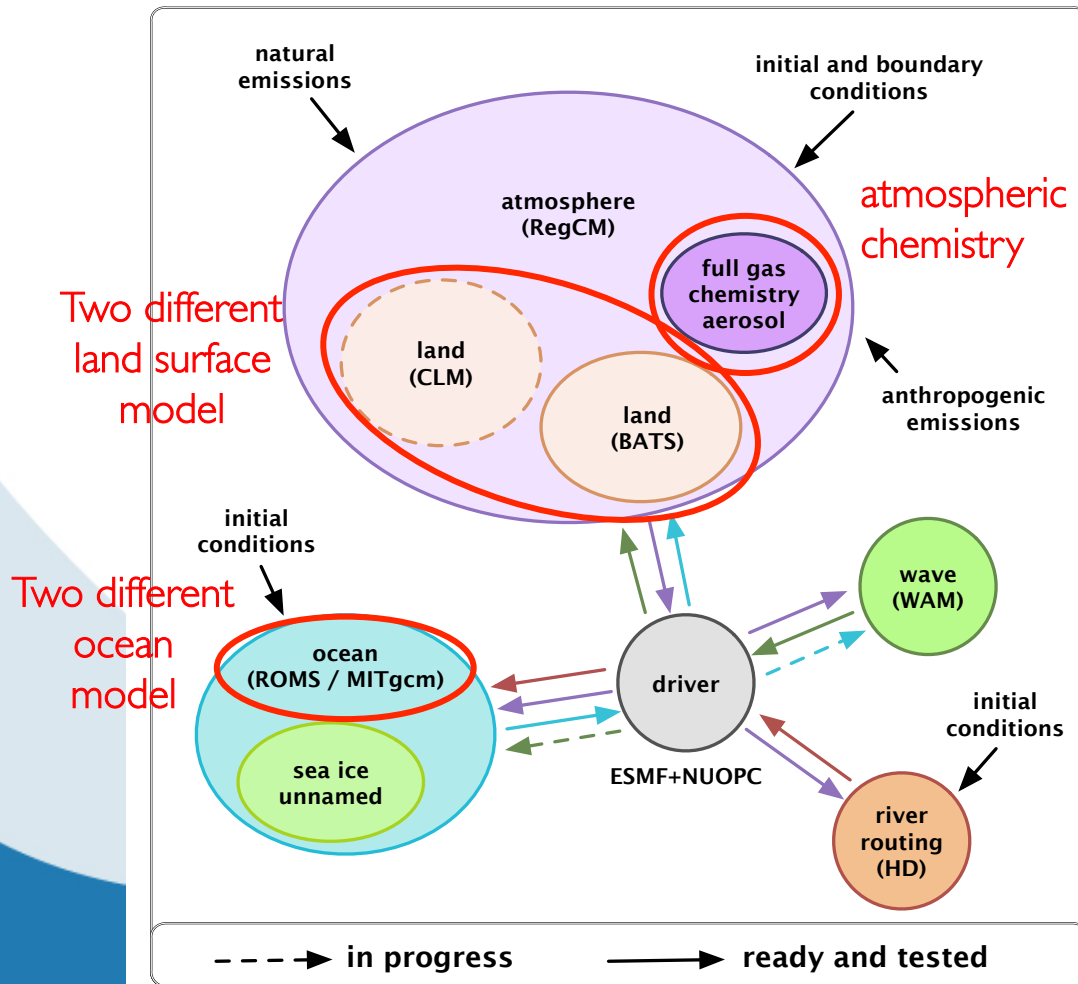 natural
emissions
initial and boundary
conditions
atmosphere
(RegCM)
atmospheric
chemistry
full gas
chemistry
aerosol
Two different
land surface
model
land
(CLM)
land
(BATS)
anthropogenic
emissions
initial
conditions
Two different
ocean
model
ocean
(ROMS / MITgcm)
sea ice
unnamed
driver
ESMF+NUOPC
wave
(WAM)
initial
conditions
river
routing
(HD)
in progress
ready and tested